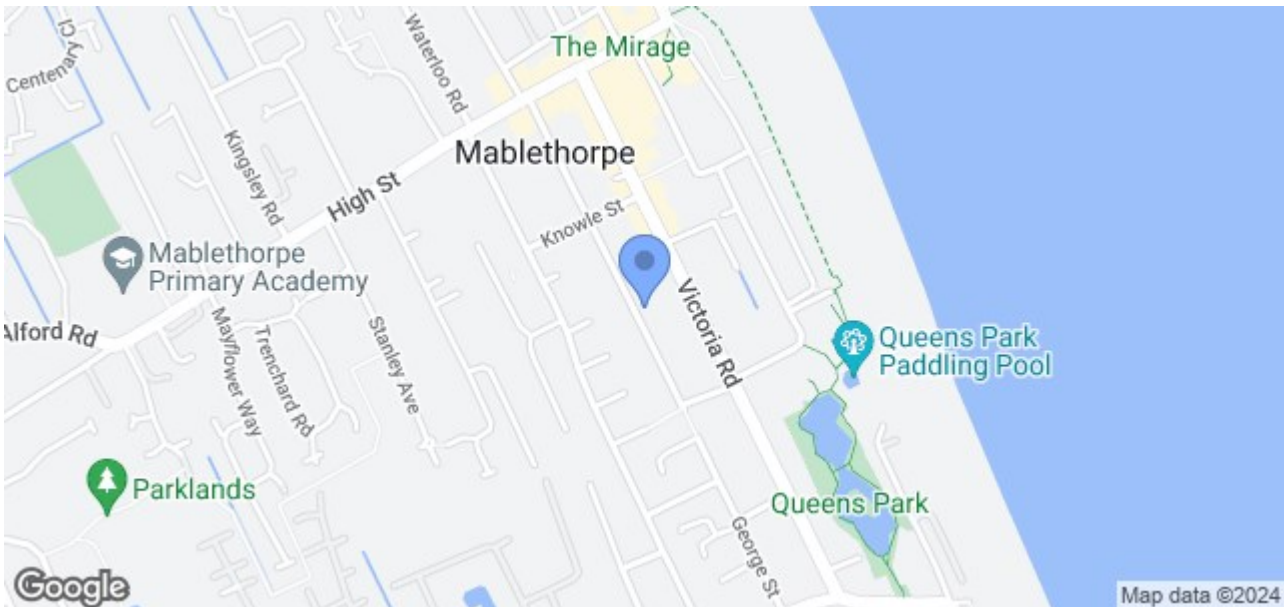 Centenary Cl
Waterloo Rd
The Mirage
Kingsley Rd
Mablethorpe
High St
Knowle St
Mablethorpe
Primary Academy
Alford Rd
Mayflower Way
Trenchard Rd
Stanley Ave
Victoria Rd
Queens Park
Paddling Pool
Parklands
Queens Park
George St
Google
Map data ©2024